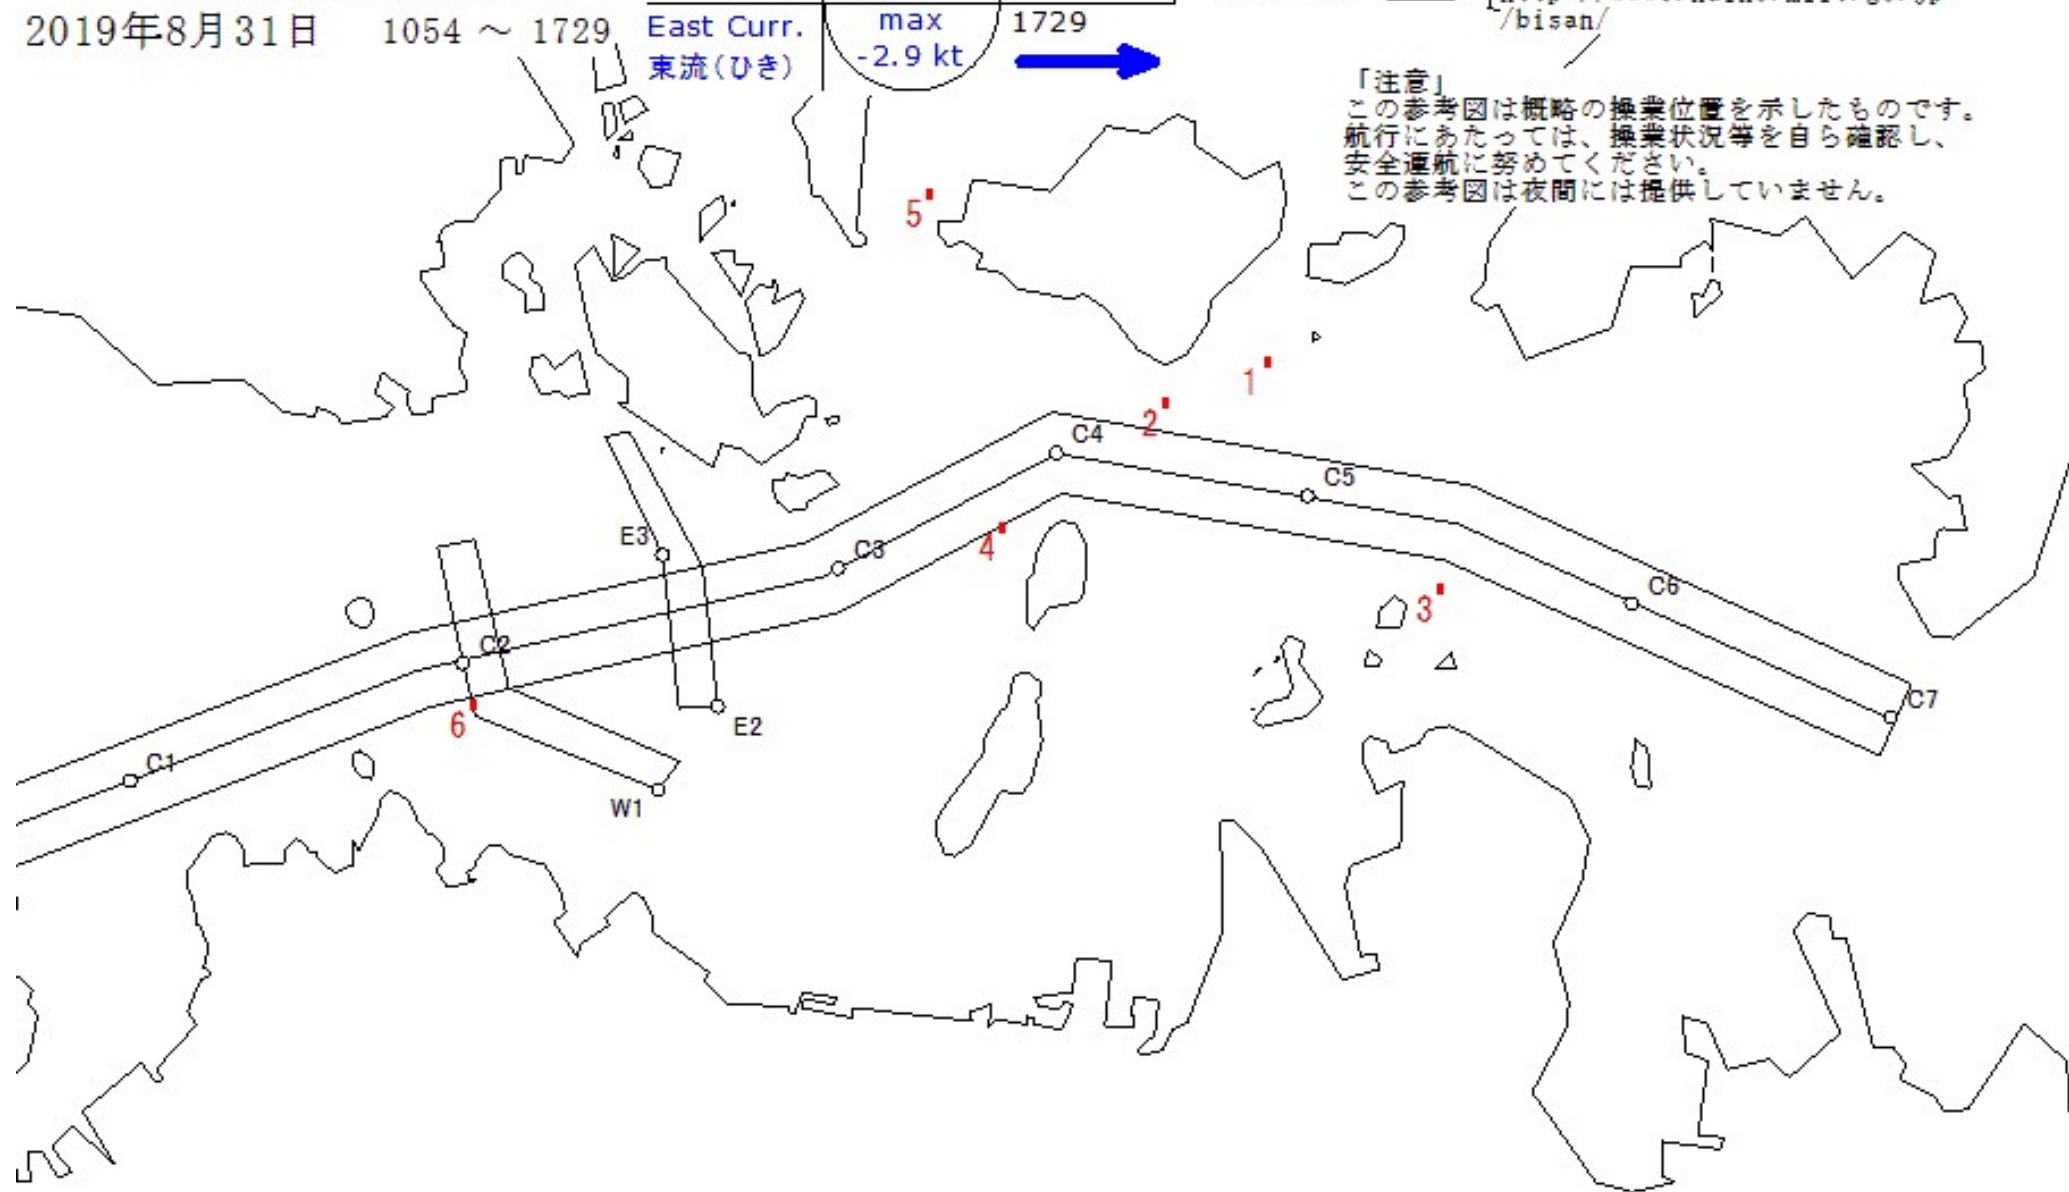 2019年8月31日 1054 ～ 1729
East Curr.
東流(ひき)
max
-2.9 kt
1729
/bisan/
「注意」
この参考図は概略の操業位置を示したものです。
航行にあたっては、操業状況等を自ら確認し、
安全運航に努めてください。
この参考図は夜間には提供していません。
5
1
2
C4
C5
E3
4
C3
C6
3
C2
C7
6
E2
C1
W1